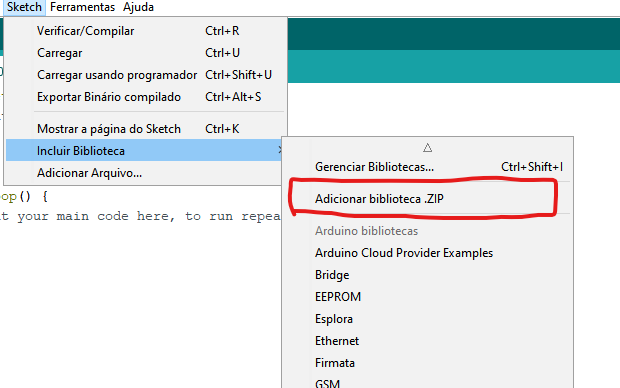 Sketch Ferramentas Ajuda
Verificar/Compilar Ctrl+R
Carregar Ctrl+U
Carregar usando programador Ctrl+Shift+U
Exportar Binário compilado Ctrl+Alt+S
Mostrar a página do Sketch Ctrl+K
Incluir Biblioteca
Adicionar Arquivo...
Gerenciar Bibliotecas... Ctrl+Shift+I
Adicionar biblioteca .ZIP
Arduino bibliotecas
Arduino Cloud Provider Examples
Bridge
EEPROM
Esplora
Ethernet
Firmata
GSM
op() {
t your main code here, to run repea